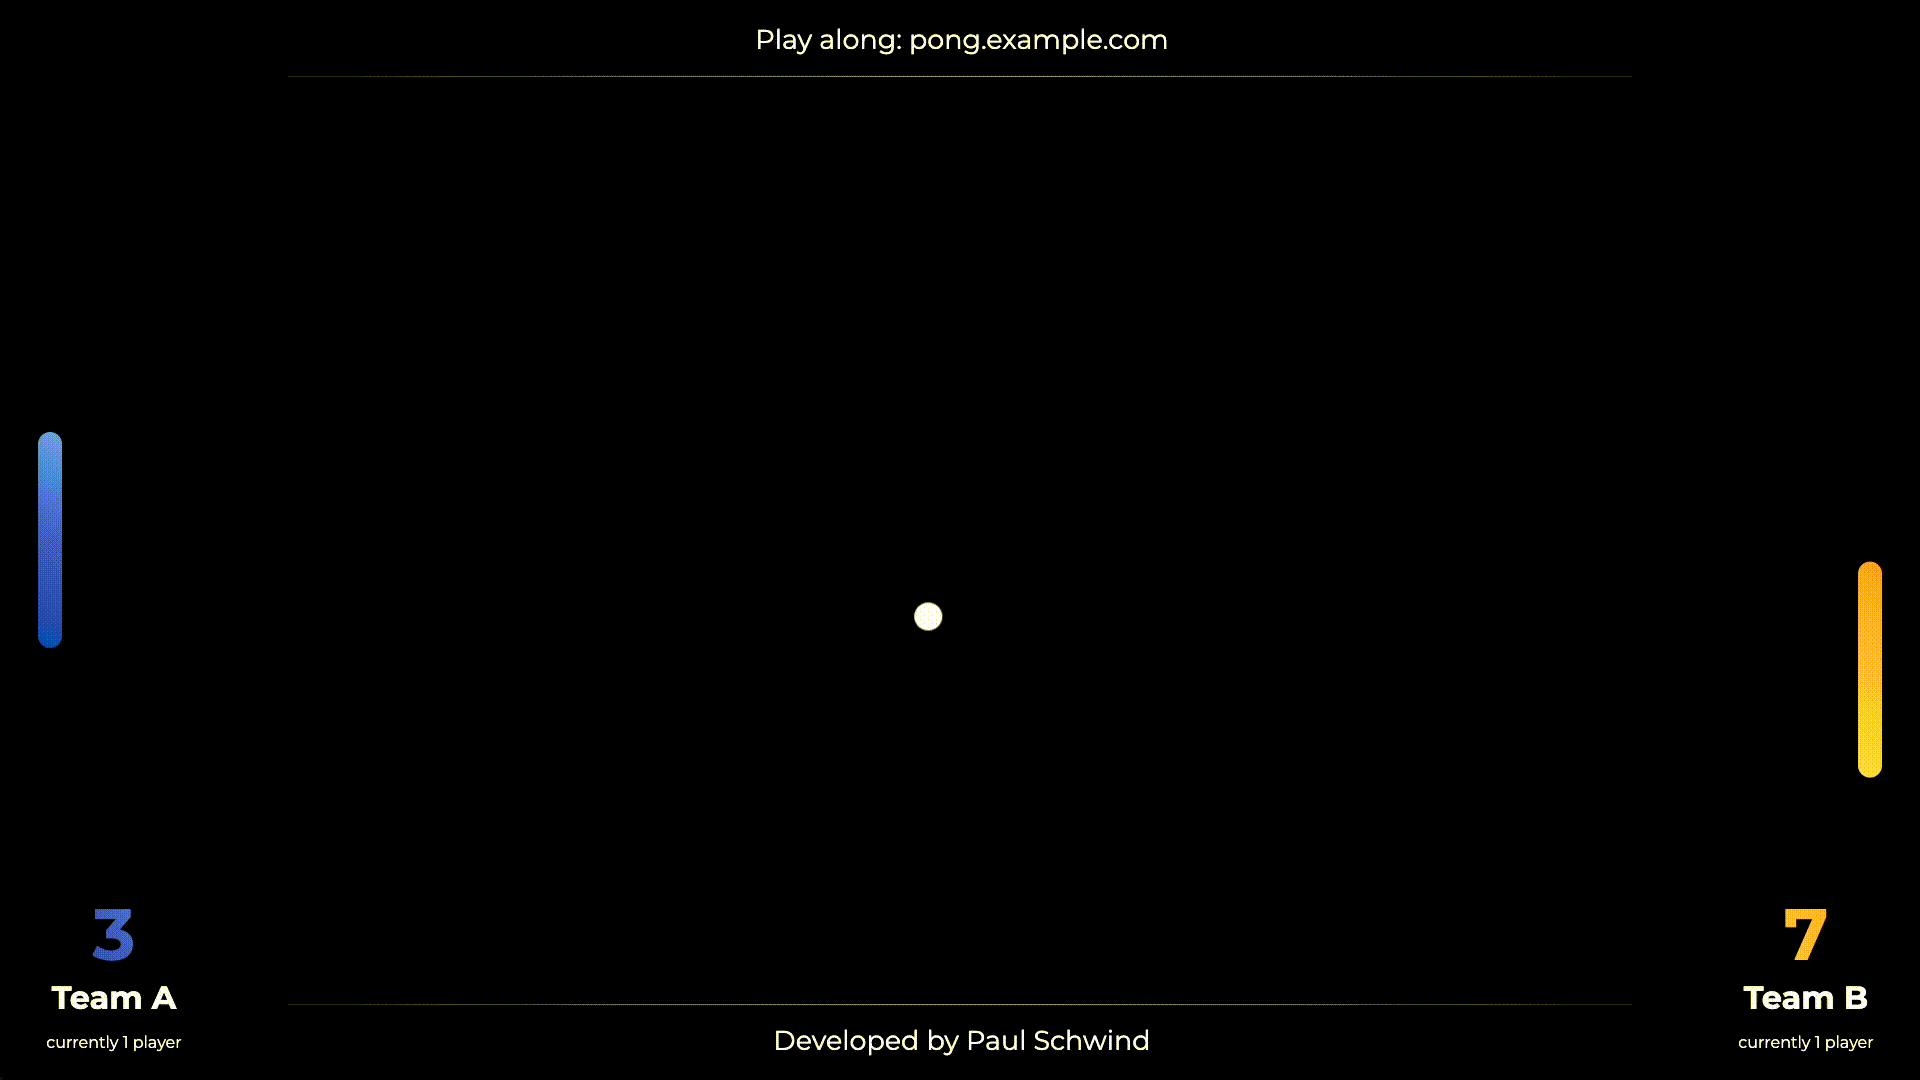 Play along: pong.example.com
3
Team A
currently 1 player
7
Team B
currently 1 player
Developed by Paul Schwind